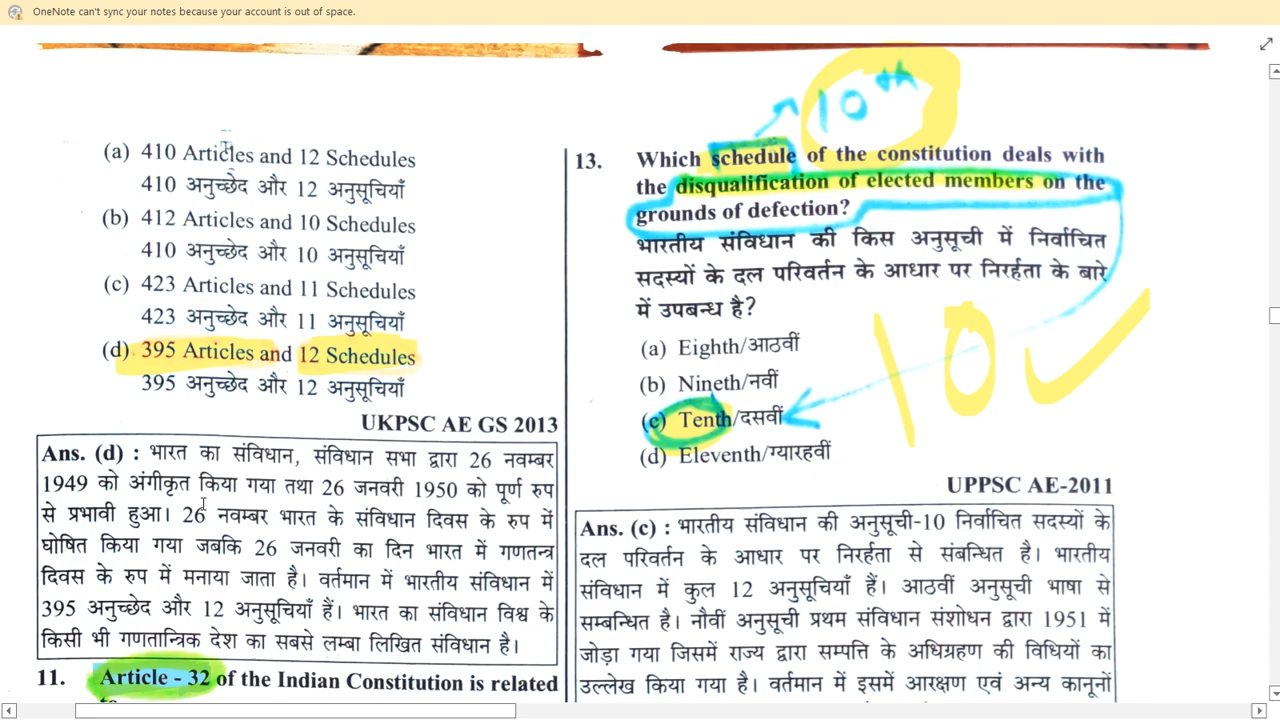 OneNote can't sync your notes because your account is out of space.
(a) 410 Articles and 12 Schedules
410 अनुच्छेद और 12 अनुसूचियाँ
(b) 412 Articles and 10 Schedules
410 अनुच्छेद और 10 अनुसूचियाँ
(c) 423 Articles and 11 Schedules
423 अनुच्छेद और 11 अनुसूचियाँ
(d) 395 Articles and 12 Schedules
395 अनुच्छेद और 12 अनुसूचियाँ
UKPSC AE GS 2013
Ans. (d) : भारत का संविधान, संविधान सभा द्वारा 26 नवम्बर
1949 को अंगीकृत किया गया तथा 26 जनवरी 1950 को पूर्ण रुप
से प्रभावी हुआ। 26 नवम्बर भारत के संविधान दिवस के रुप में
घोषित किया गया जबकि 26 जनवरी का दिन भारत में गणतन्त्र
दिवस के रुप में मनाया जाता है। वर्तमान में भारतीय संविधान में
395 अनुच्छेद और 12 अनुसूचियाँ हैं। भारत का संविधान विश्व के
किसी भी गणतान्त्रिक देश का सबसे लम्बा लिखित संविधान है।
11. Article - 32 of the Indian Constitution is related
10th
13. Which schedule of the constitution deals with
the disqualification of elected members on the
grounds of defection?
भारतीय संविधान की किस अनुसूची में निर्वाचित
सदस्यों के दल परिवर्तन के आधार पर निरर्हता के बारे
में उपबन्ध है?
(a) Eighth/आठवीं
(b) Nineth/नवीं
(c) Tenth/दसवीं
(d) Eleventh/ग्यारहवीं
10
UPPSC AE-2011
Ans. (c) : भारतीय संविधान की अनुसूची-10 निर्वाचित सदस्यों के
दल परिवर्तन के आधार पर निरर्हता से संबन्धित है। भारतीय
संविधान में कुल 12 अनुसूचियाँ हैं। आठवीं अनुसूची भाषा से
सम्बन्धित है। नौवीं अनुसूची प्रथम संविधान संशोधन द्वारा 1951 में
जोड़ा गया जिसमें राज्य द्वारा सम्पत्ति के अधिग्रहण की विधियों का
उल्लेख किया गया है। वर्तमान में इसमें आरक्षण एवं अन्य कानूनों